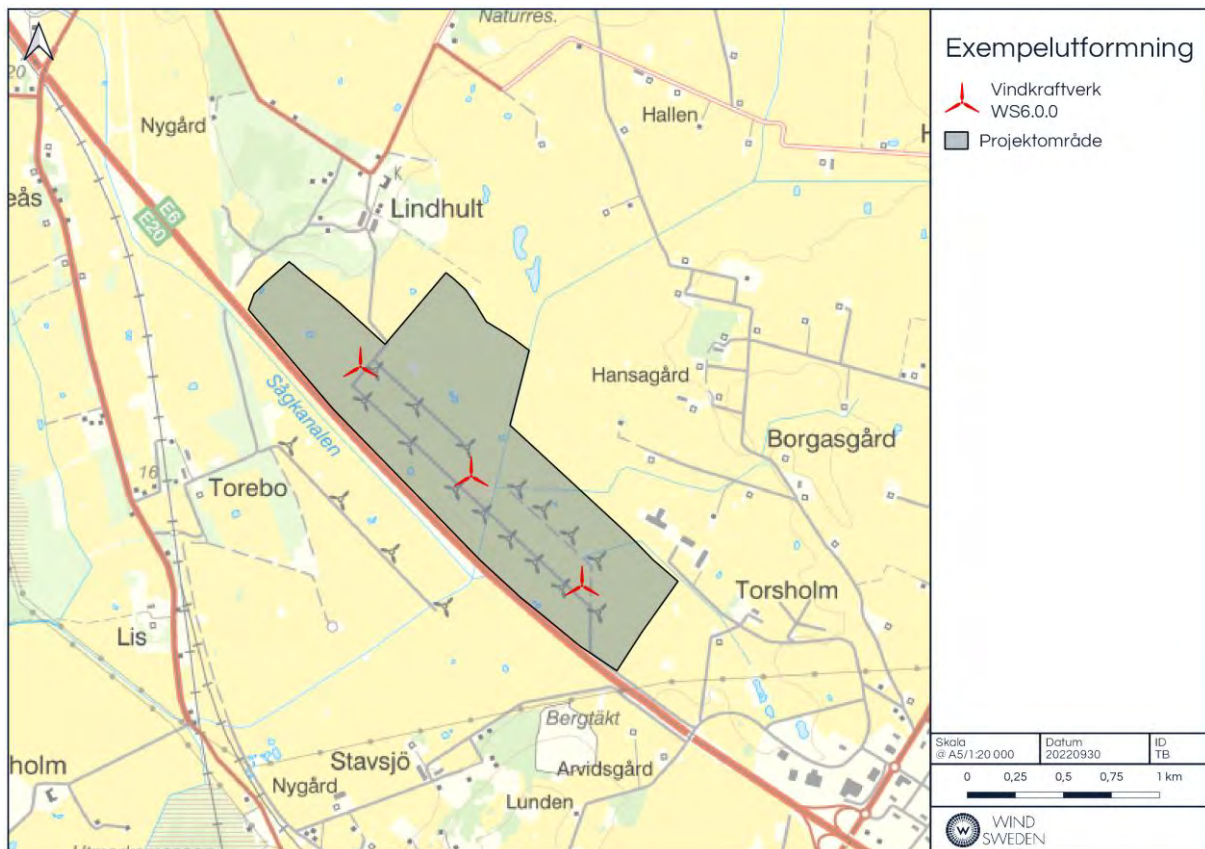 Naturres.
20
Nygård
Hallen
K
Lindhult
eås
E6
E20
Sågkanalen
Hansagård
Borgasgård
16
Torebo
Torsholm
Lis
Bergtäkt
Stavsjö
Arvidsgård
holm
Nygård
Lunden
Exempelutformning
Vindkraftverk
WS6.0.0
Projektområde
Skala
@ A5/1:20 000
Datum
20220930
ID
TB
0 0,25 0,5 0,75 1 km
W
WIND
SWEDEN